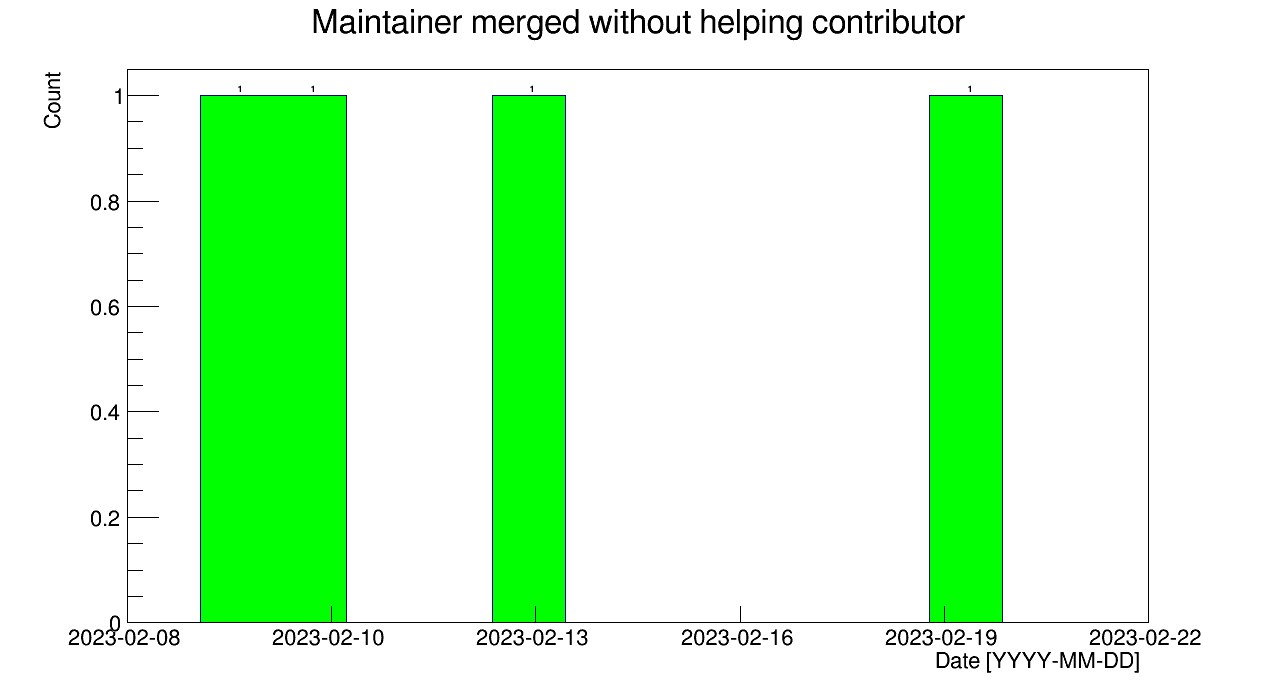 Maintainer merged without helping contributor
Count
1 1 1 1
1
0.8
0.6
0.4
0.2
0
2023-02-08 2023-02-10 2023-02-13 2023-02-16 2023-02-19 2023-02-22
Date [YYYY-MM-DD]